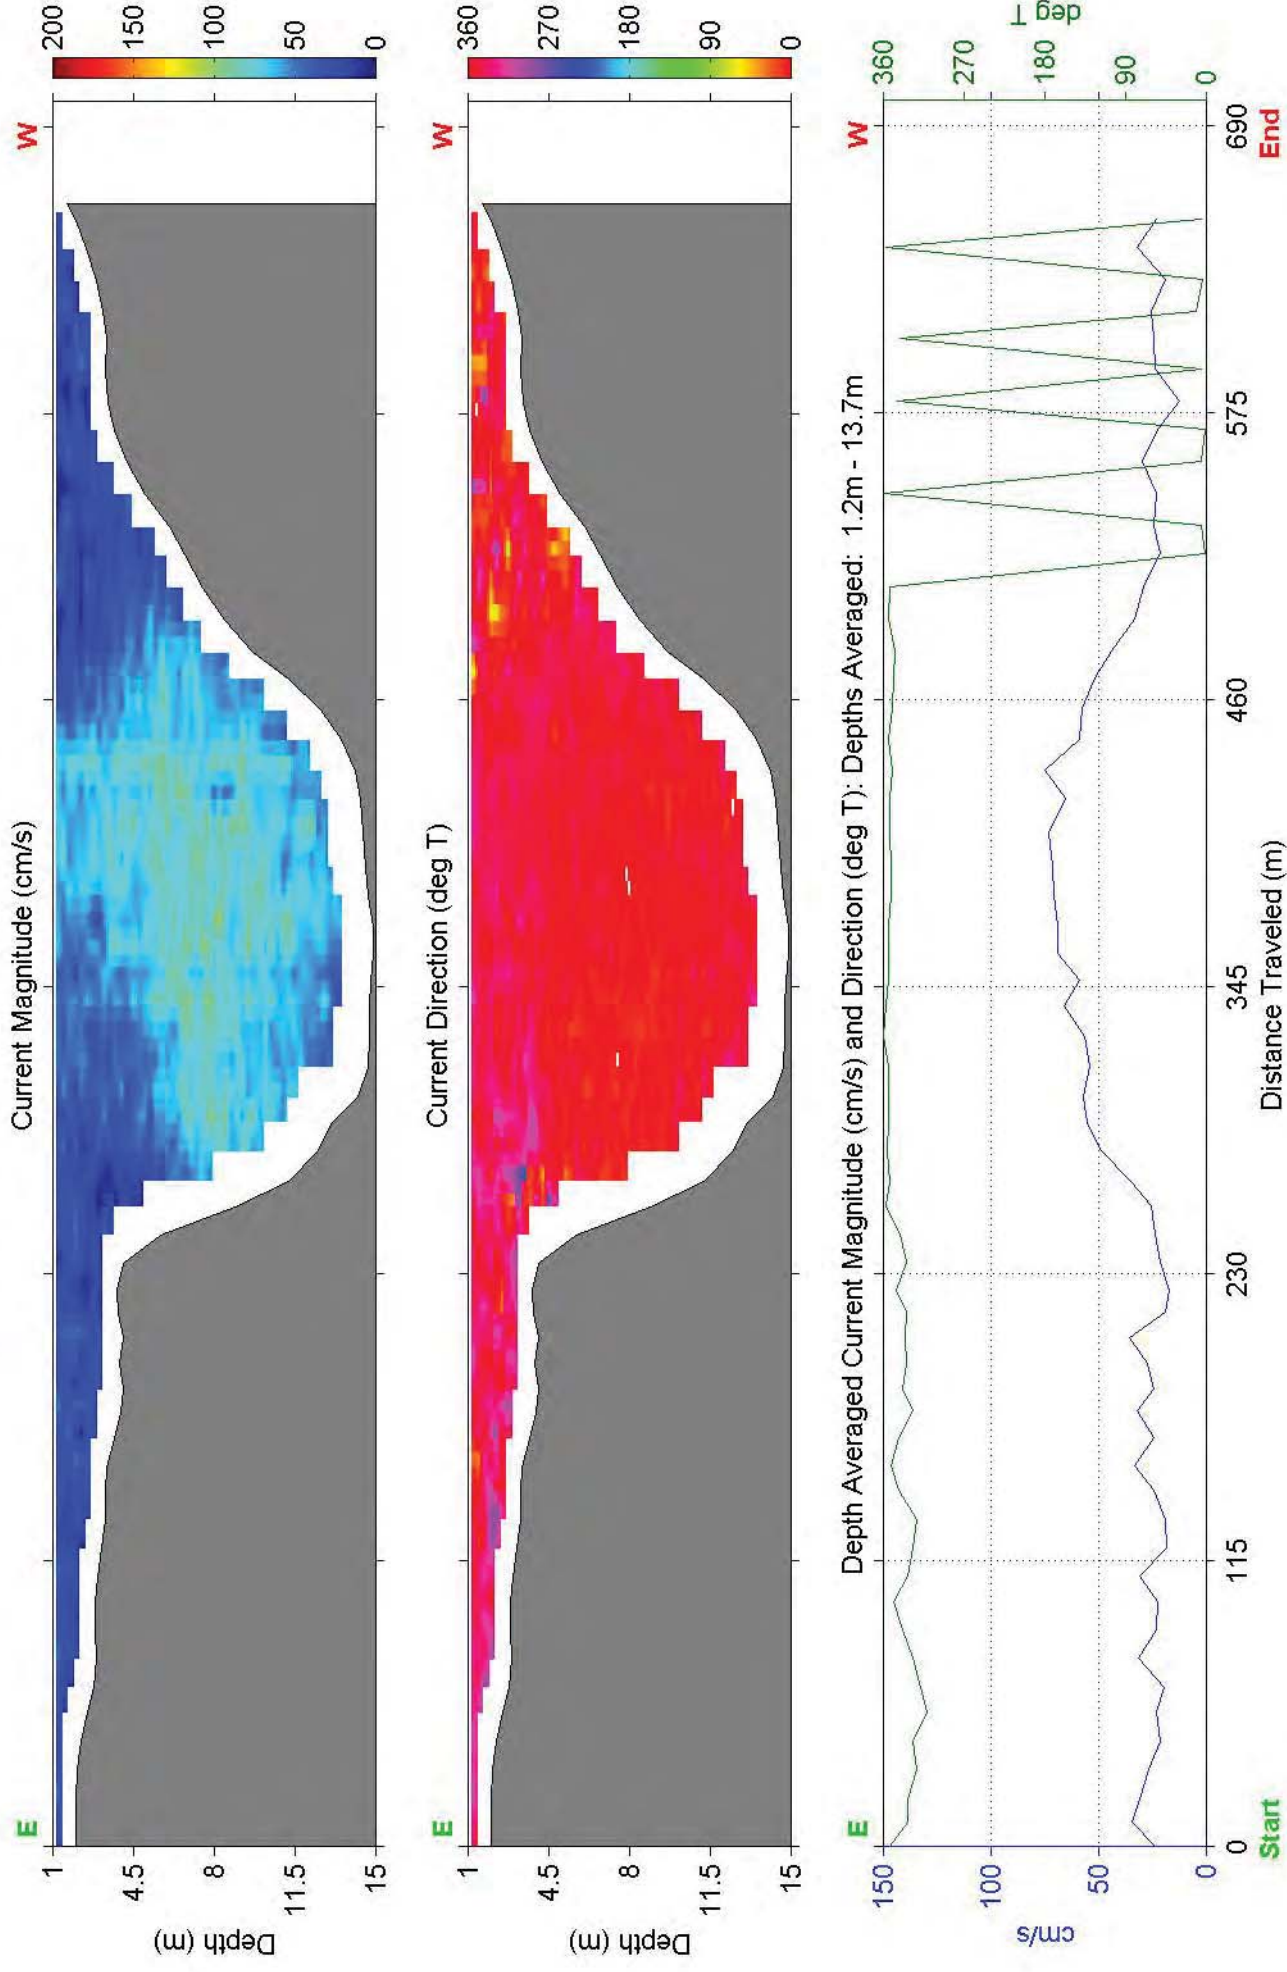 Current Magnitude (cm/s)
E
W
1
4.5
8
11.5
15
Depth (m)
200
150
100
50
0
Current Direction (deg T)
E
W
1
4.5
8
11.5
15
Depth (m)
360
270
180
90
0
Depth Averaged Current Magnitude (cm/s) and Direction (deg T): Depths Averaged: 1.2m - 13.7m
E
W
150
100
50
0
cm/s
360
270
180
90
0
deg T
0 115 230 345 460 575 690
Start
Distance Traveled (m)
End